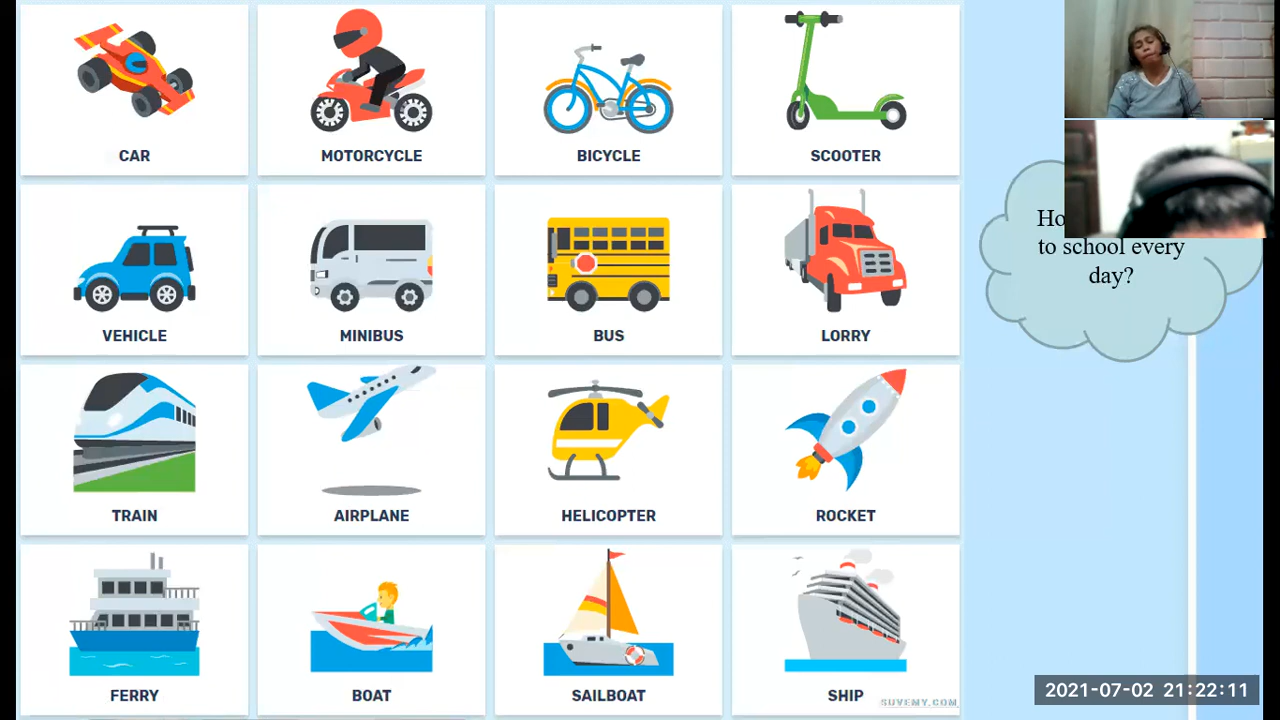 CAR
MOTORCYCLE
BICYCLE
SCOOTER
VEHICLE
MINIBUS
BUS
LORRY
TRAIN
AIRPLANE
HELICOPTER
ROCKET
FERRY
BOAT
SAILBOAT
SHIP
SUVEMY.COM
to school every
day?
2021-07-02 21:22:11